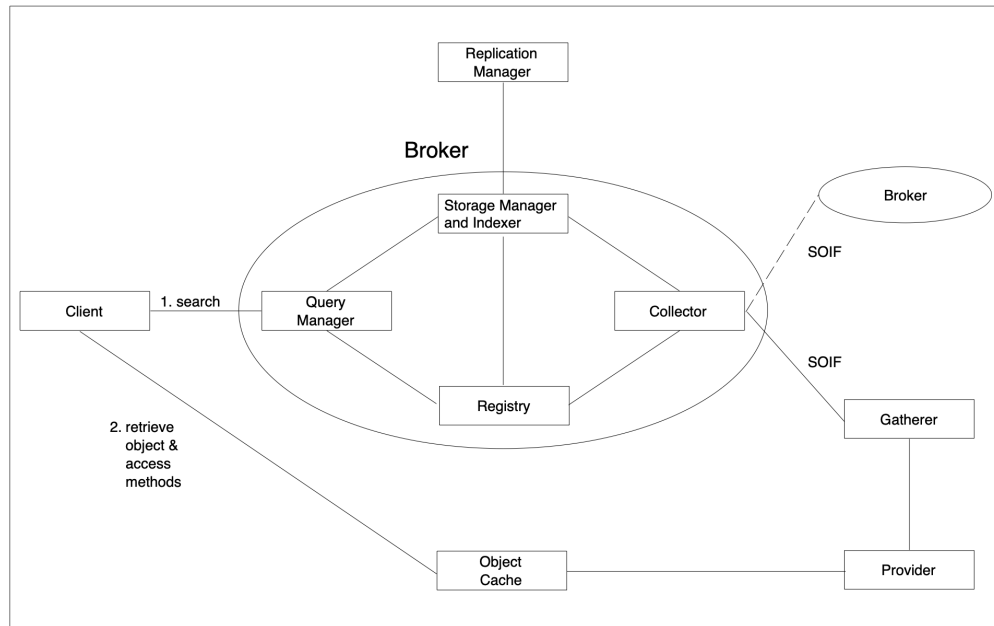 Replication
Manager
Broker
Storage Manager
and Indexer
Broker
SOIF
1. search
Client
Query
Manager
Collector
SOIF
Registry
Gatherer
2. retrieve
object &
access
methods
Object
Cache
Provider